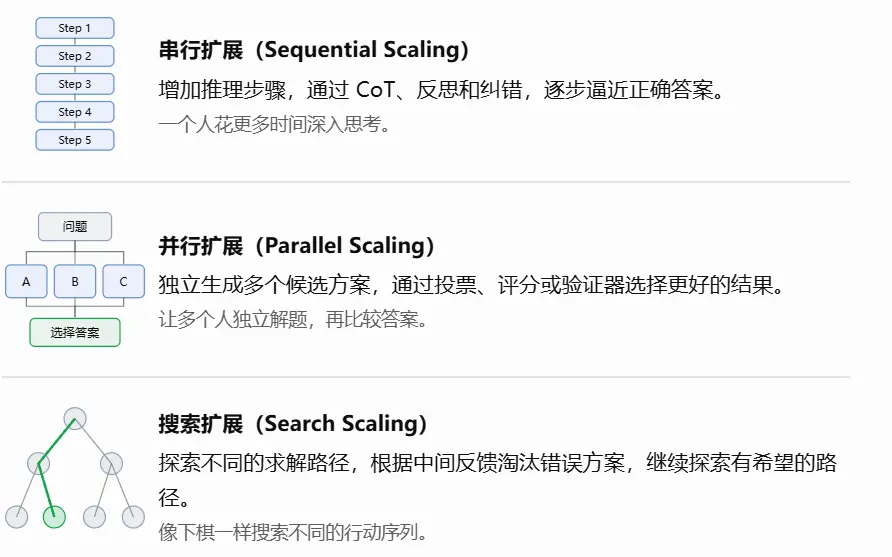 Step 1
Step 2
Step 3
Step 4
Step 5
串行扩展（Sequential Scaling）
增加推理步骤，通过 CoT、反思和纠错，逐步逼近正确答案。
一个人花更多时间深入思考。
问题
A
B
C
选择答案
并行扩展（Parallel Scaling）
独立生成多个候选方案，通过投票、评分或验证器选择更好的结果。
让多个人独立解题，再比较答案。
搜索扩展（Search Scaling）
探索不同的求解路径，根据中间反馈淘汰错误方案，继续探索有希望的路
径。
像下棋一样搜索不同的行动序列。